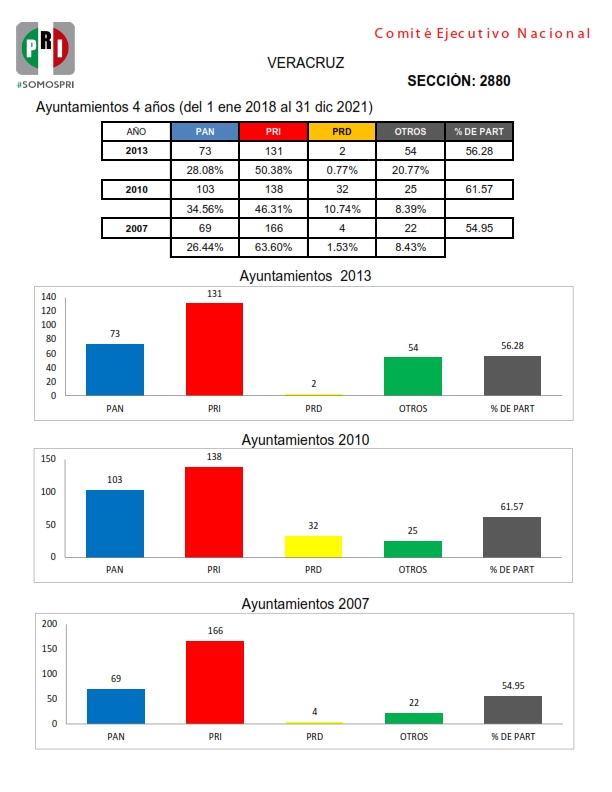 Comité Ejecutivo Nacional
PRI
#SOMOSPRI
VERACRUZ
SECCIÓN: 2880
Ayuntamientos 4 años (del 1 ene 2018 al 31 dic 2021)
AÑO PAN PRI PRD OTROS % DE PART
2013 73 131 2 54 56.28
28.08% 50.38% 0.77% 20.77%
2010 103 138 32 25 61.57
34.56% 46.31% 10.74% 8.39%
2007 69 166 4 22 54.95
26.44% 63.60% 1.53% 8.43%
Ayuntamientos 2013
140
120
100
80
60
40
20
0
73 131 2 54 56.28
PAN PRI PRD OTROS % DE PART
Ayuntamientos 2010
150
100
50
0
103 138 32 25 61.57
PAN PRI PRD OTROS % DE PART
Ayuntamientos 2007
200
150
100
50
0
69 166 4 22 54.95
PAN PRI PRD OTROS % DE PART